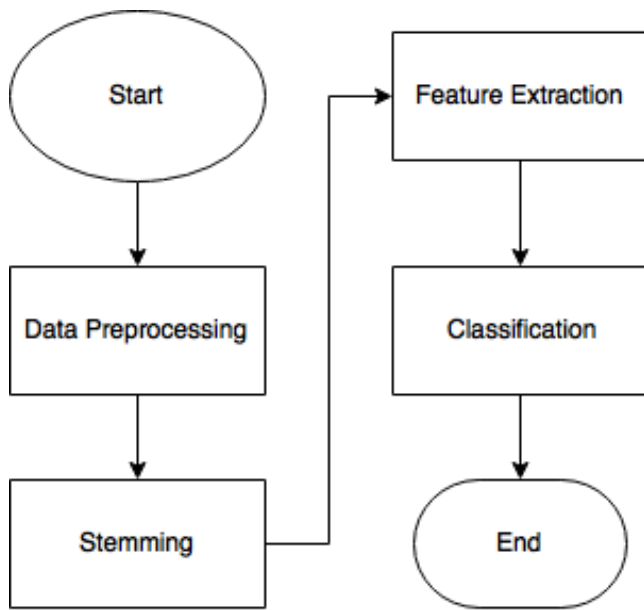 Start
Data Preprocessing
Stemming
Feature Extraction
Classification
End